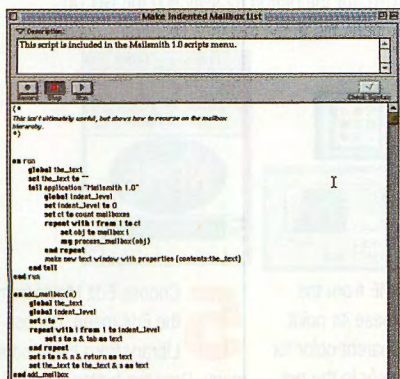 Make Indented Mailbox List
Description:
This script is included in the Mailsmith 1.0 scripts menu.
Record Stop Run Check Syntax
(*
This isn't ultimately useful, but shows how to recurse on the mailbox
hierarchy.
*)
on run
global the_text
set the_text to ""
tell application "Mailsmith 1.0"
global indent_level
set indent_level to 0
set ct to count mailboxes
repeat with i from 1 to ct
set obj to mailbox i
my process_mailbox(obj)
end repeat
make new text window with properties {contents:the_text}
end tell
end run
on add_mailbox(n)
global the_text
global indent_level
set s to ""
repeat with i from 1 to indent_level
set s to s & tab as text
end repeat
set s to s & n & return as text
set the_text to the_text & s as text
end add_mailbox